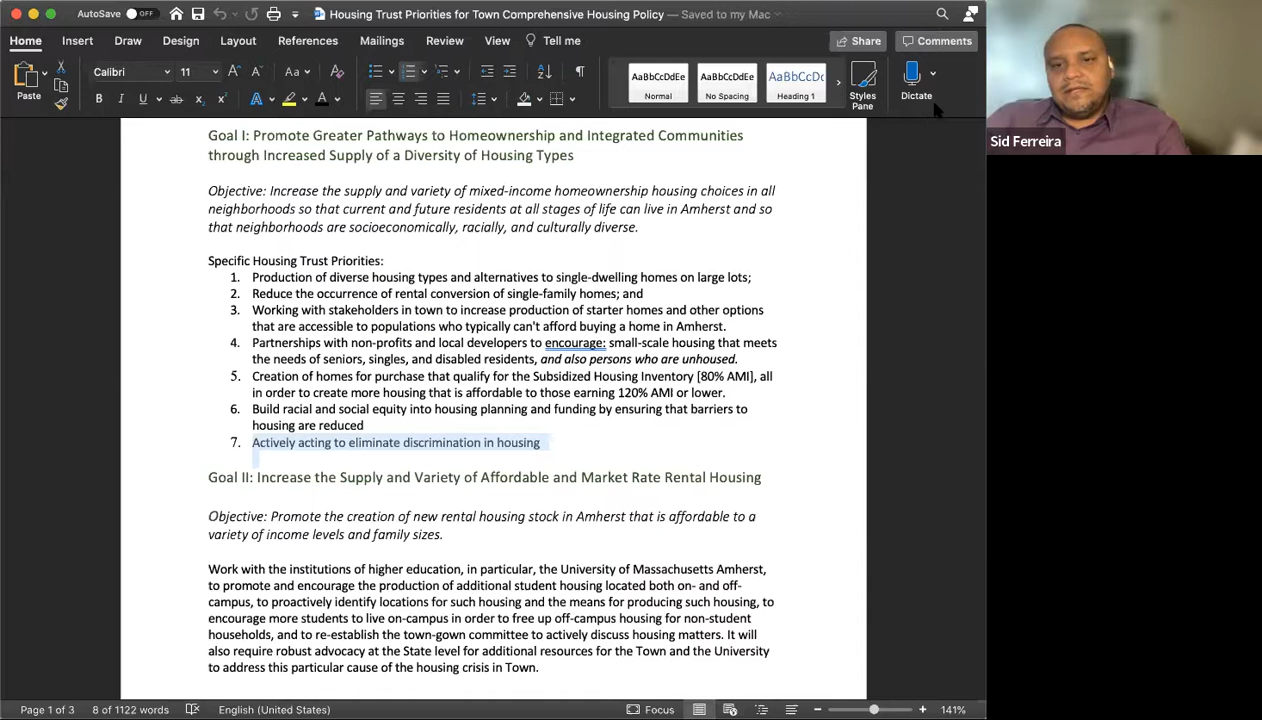 AutoSave OFF Housing Trust Priorities for Town Comprehensive Housing Policy — Saved to my Mac
Home Insert Draw Design Layout References Mailings Review View Tell me Share Comments
Paste Calibri 11 Aa AaBbCcDdEe AaBbCcDdEe AaBbCcDc Styles Pane Dictate
B I U ab x₂ x² A A Normal No Spacing Heading 1
Sid Ferreira
Goal I: Promote Greater Pathways to Homeownership and Integrated Communities
through Increased Supply of a Diversity of Housing Types
Objective: Increase the supply and variety of mixed-income homeownership housing choices in all
neighborhoods so that current and future residents at all stages of life can live in Amherst and so
that neighborhoods are socioeconomically, racially, and culturally diverse.
Specific Housing Trust Priorities:
1. Production of diverse housing types and alternatives to single-dwelling homes on large lots;
2. Reduce the occurrence of rental conversion of single-family homes; and
3. Working with stakeholders in town to increase production of starter homes and other options
that are accessible to populations who typically can't afford buying a home in Amherst.
4. Partnerships with non-profits and local developers to encourage: small-scale housing that meets
the needs of seniors, singles, and disabled residents, and also persons who are unhoused.
5. Creation of homes for purchase that qualify for the Subsidized Housing Inventory [80% AMI], all
in order to create more housing that is affordable to those earning 120% AMI or lower.
6. Build racial and social equity into housing planning and funding by ensuring that barriers to
housing are reduced
7. Actively acting to eliminate discrimination in housing
Goal II: Increase the Supply and Variety of Affordable and Market Rate Rental Housing
Objective: Promote the creation of new rental housing stock in Amherst that is affordable to a
variety of income levels and family sizes.
Work with the institutions of higher education, in particular, the University of Massachusetts Amherst,
to promote and encourage the production of additional student housing located both on- and off-
campus, to proactively identify locations for such housing and the means for producing such housing, to
encourage more students to live on-campus in order to free up off-campus housing for non-student
households, and to re-establish the town-gown committee to actively discuss housing matters. It will
also require robust advocacy at the State level for additional resources for the Town and the University
to address this particular cause of the housing crisis in Town.
Page 1 of 3 8 of 1122 words English (United States) Focus 141%